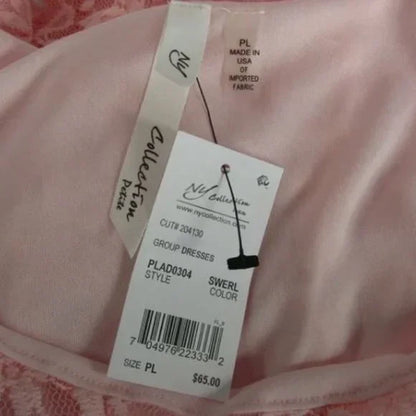 NY
Collection
Petite
PL
MADE IN
USA
OF
IMPORTED
FABRIC
NY Collection
www.nycollection.com
CUT# 204130
GROUP DRESSES
PLAD0304 SWERL
STYLE COLOR
7 04976 22333 2
SIZE PL $65.00